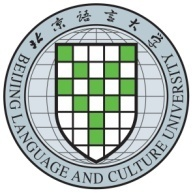 北京语言大学
BEIJING LANGUAGE AND CULTURE UNIVERSITY